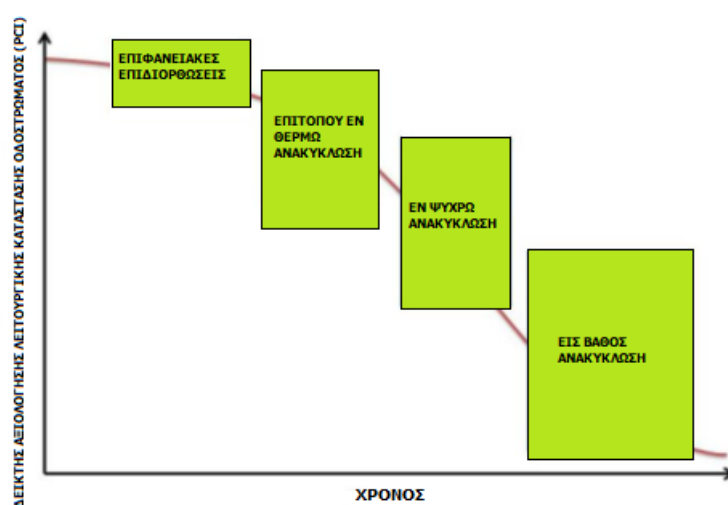 ΔΕΙΚΤΗΣ ΑΞΙΟΛΟΓΗΣΗΣ ΛΕΙΤΟΥΡΓΙΚΗΣ ΚΑΤΑΣΤΑΣΗΣ ΟΔΟΣΤΡΩΜΑΤΟΣ (PCI)
ΕΠΙΦΑΝΕΙΑΚΕΣ
ΕΠΙΔΙΟΡΘΩΣΕΙΣ
ΕΠΙΤΟΠΟΥ ΕΝ
ΘΕΡΜΩ
ΑΝΑΚΥΚΛΩΣΗ
ΕΝ ΨΥΧΡΩ
ΑΝΑΚΥΚΛΩΣΗ
ΕΙΣ ΒΑΘΟΣ
ΑΝΑΚΥΚΛΩΣΗ
ΧΡΟΝΟΣ